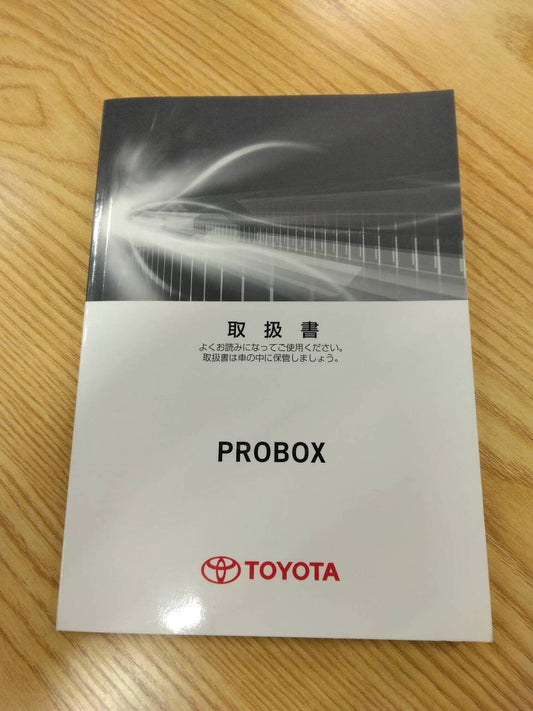 取扱書
よくお読みになってご使用ください。
取扱書は車の中に保管しましょう。
PROBOX
TOYOTA